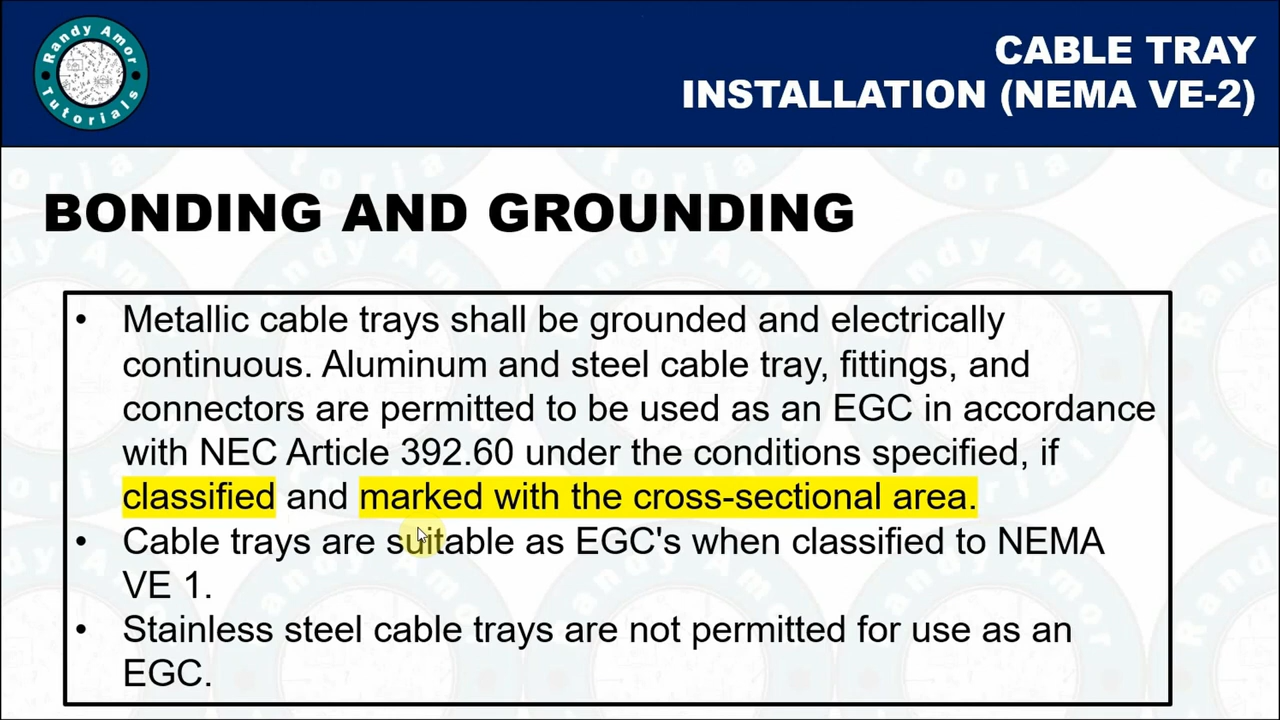 Randy Amor
Tutorials
CABLE TRAY
INSTALLATION (NEMA VE-2)
BONDING AND GROUNDING
• Metallic cable trays shall be grounded and electrically
continuous. Aluminum and steel cable tray, fittings, and
connectors are permitted to be used as an EGC in accordance
with NEC Article 392.60 under the conditions specified, if
classified and marked with the cross-sectional area.
• Cable trays are suitable as EGC's when classified to NEMA
VE 1.
• Stainless steel cable trays are not permitted for use as an
EGC.